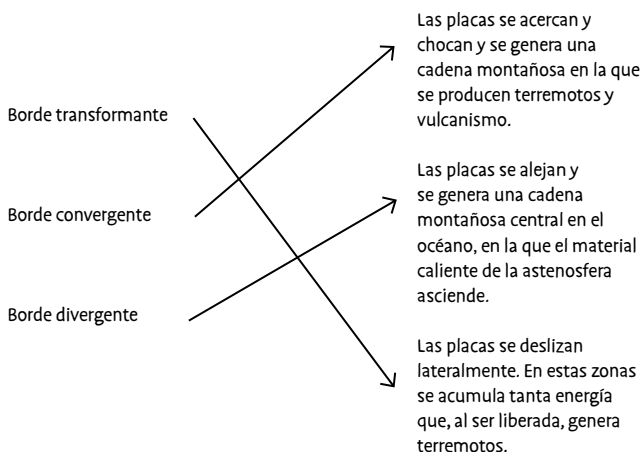 Borde transformante
Borde convergente
Borde divergente
Las placas se acercan y
chocan y se genera una
cadena montañosa en la que
se producen terremotos y
vulcanismo.
Las placas se alejan y
se genera una cadena
montañosa central en el
océano, en la que el material
caliente de la astenosfera
asciende.
Las placas se deslizan
lateralmente. En estas zonas
se acumula tanta energía
que, al ser liberada, genera
terremotos.